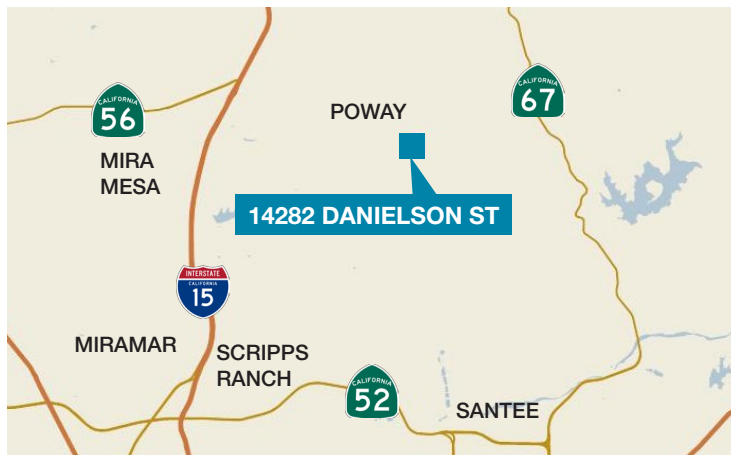 CALIFORNIA
67
CALIFORNIA
56
POWAY
MIRA
MESA
14282 DANIELSON ST
INTERSTATE
CALIFORNIA
15
MIRAMAR
SCRIPPS
RANCH
CALIFORNIA
52
SANTEE